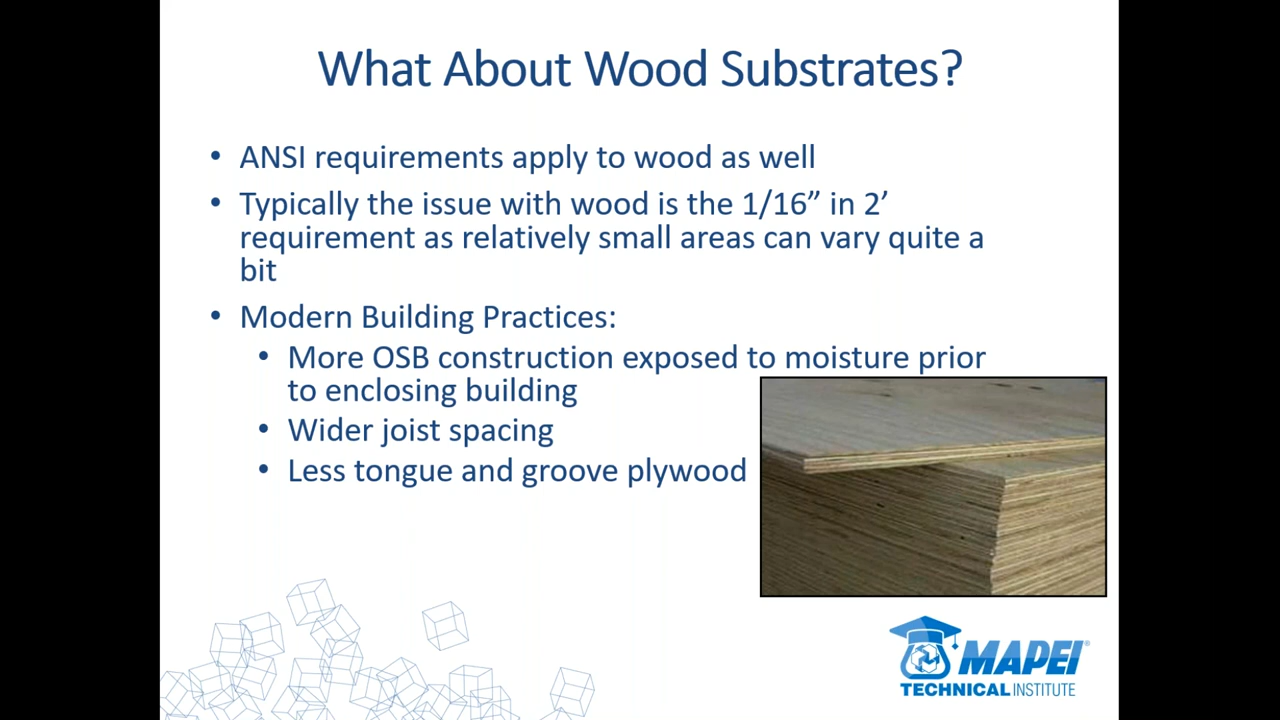 What About Wood Substrates?
• ANSI requirements apply to wood as well
• Typically the issue with wood is the 1/16” in 2’
requirement as relatively small areas can vary quite a
bit
• Modern Building Practices:
• More OSB construction exposed to moisture prior
to enclosing building
• Wider joist spacing
• Less tongue and groove plywood
MAPEI®
TECHNICAL INSTITUTE